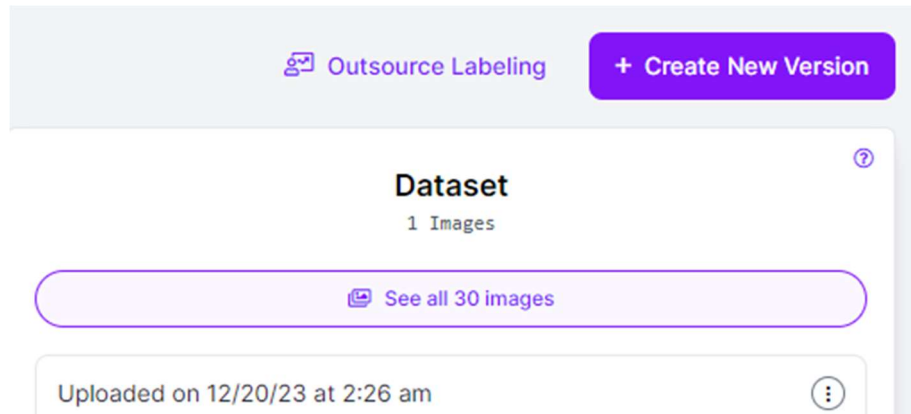 Outsource Labeling
+ Create New Version
Dataset
1 Images
See all 30 images
Uploaded on 12/20/23 at 2:26 am